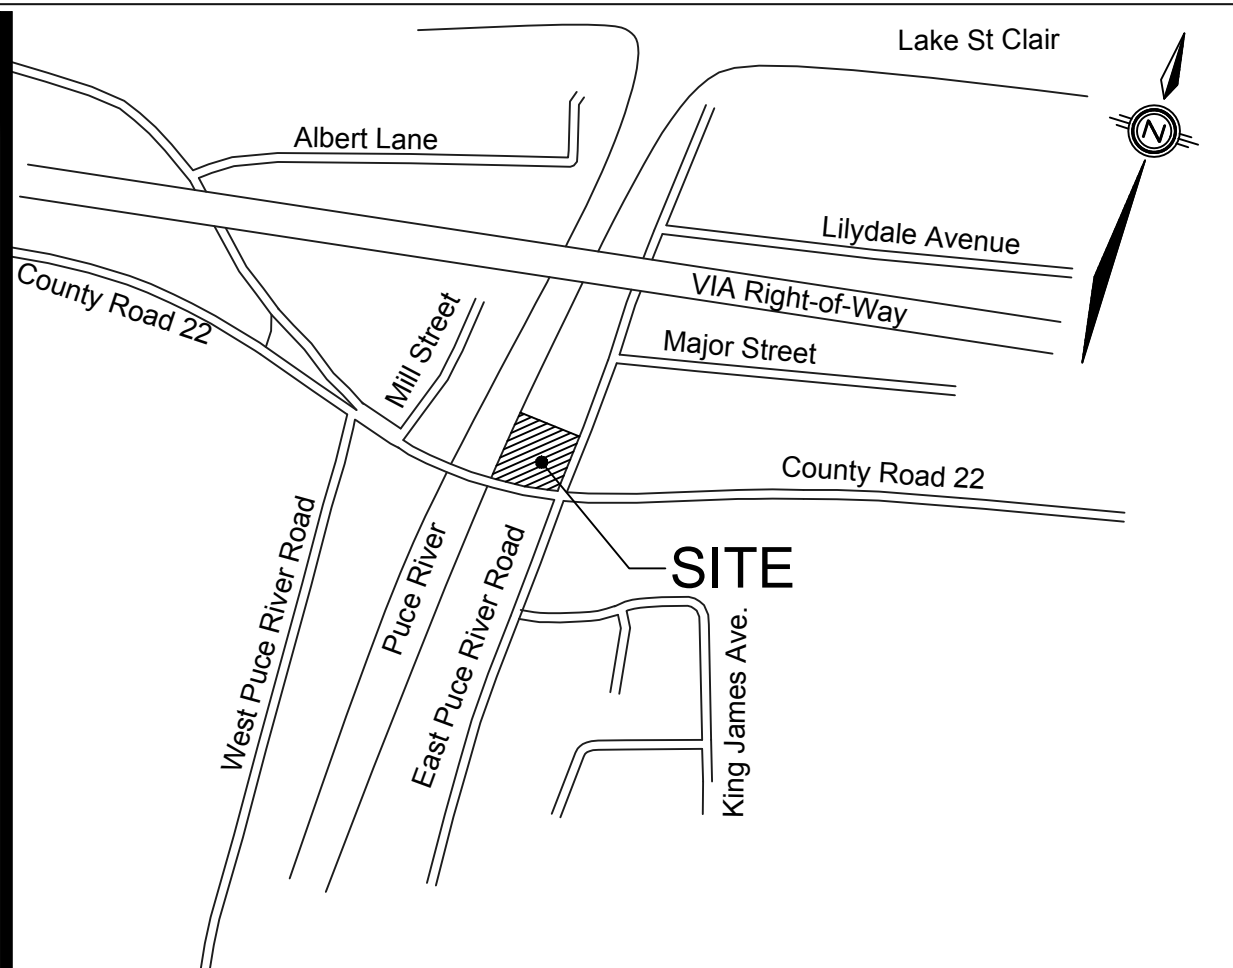 Lake St Clair
N
Albert Lane
Lilydale Avenue
VIA Right-of-Way
County Road 22
Mill Street
Major Street
County Road 22
SITE
West Puce River Road
Puce River
East Puce River Road
King James Ave.